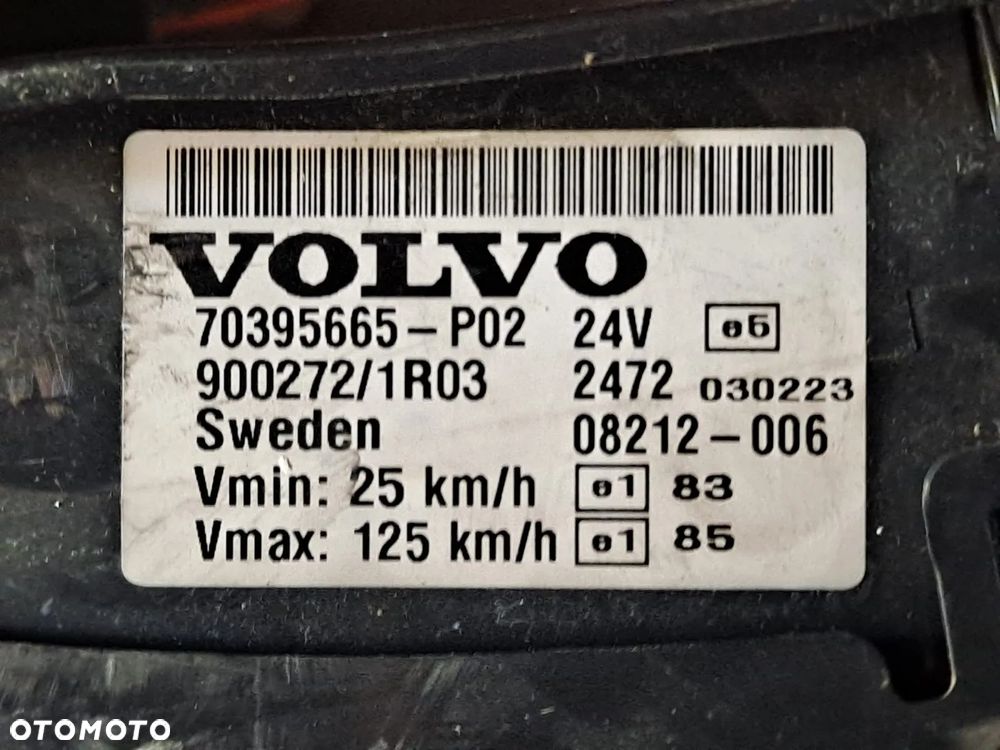 VOLVO
70395665-P02 24V e5
900272/1R03 2472 030223
Sweden 08212-006
Vmin: 25 km/h e1 83
Vmax: 125 km/h e1 85
OTOMOTO